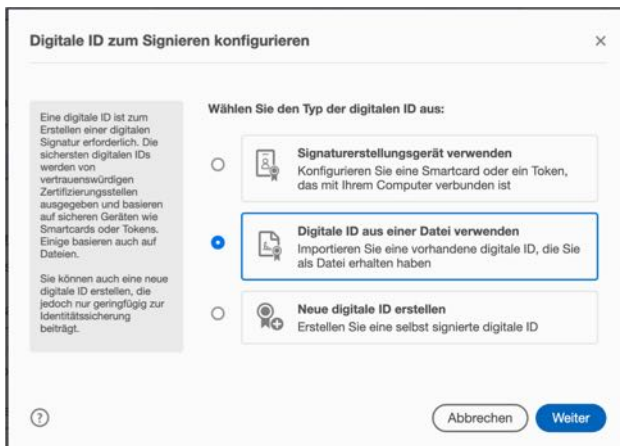 Digitale ID zum Signieren konfigurieren
Eine digitale ID ist zum
Erstellen einer digitalen
Signatur erforderlich. Die
sichersten digitalen IDs
werden von
vertrauenswürdigen
Zertifizierungsstellen
ausgegeben und basieren
auf sicheren Geräten wie
Smartcards oder Tokens.
Einige basieren auch auf
Dateien.
Sie können auch eine neue
digitale ID erstellen, die
jedoch nur geringfügig zur
Identitätssicherung
beiträgt.
Wählen Sie den Typ der digitalen ID aus:
Signaturerstellungsgerät verwenden
Konfigurieren Sie eine Smartcard oder ein Token,
das mit Ihrem Computer verbunden ist
Digitale ID aus einer Datei verwenden
Importieren Sie eine vorhandene digitale ID, die Sie
als Datei erhalten haben
Neue digitale ID erstellen
Erstellen Sie eine selbst signierte digitale ID
?
Abbrechen
Weiter